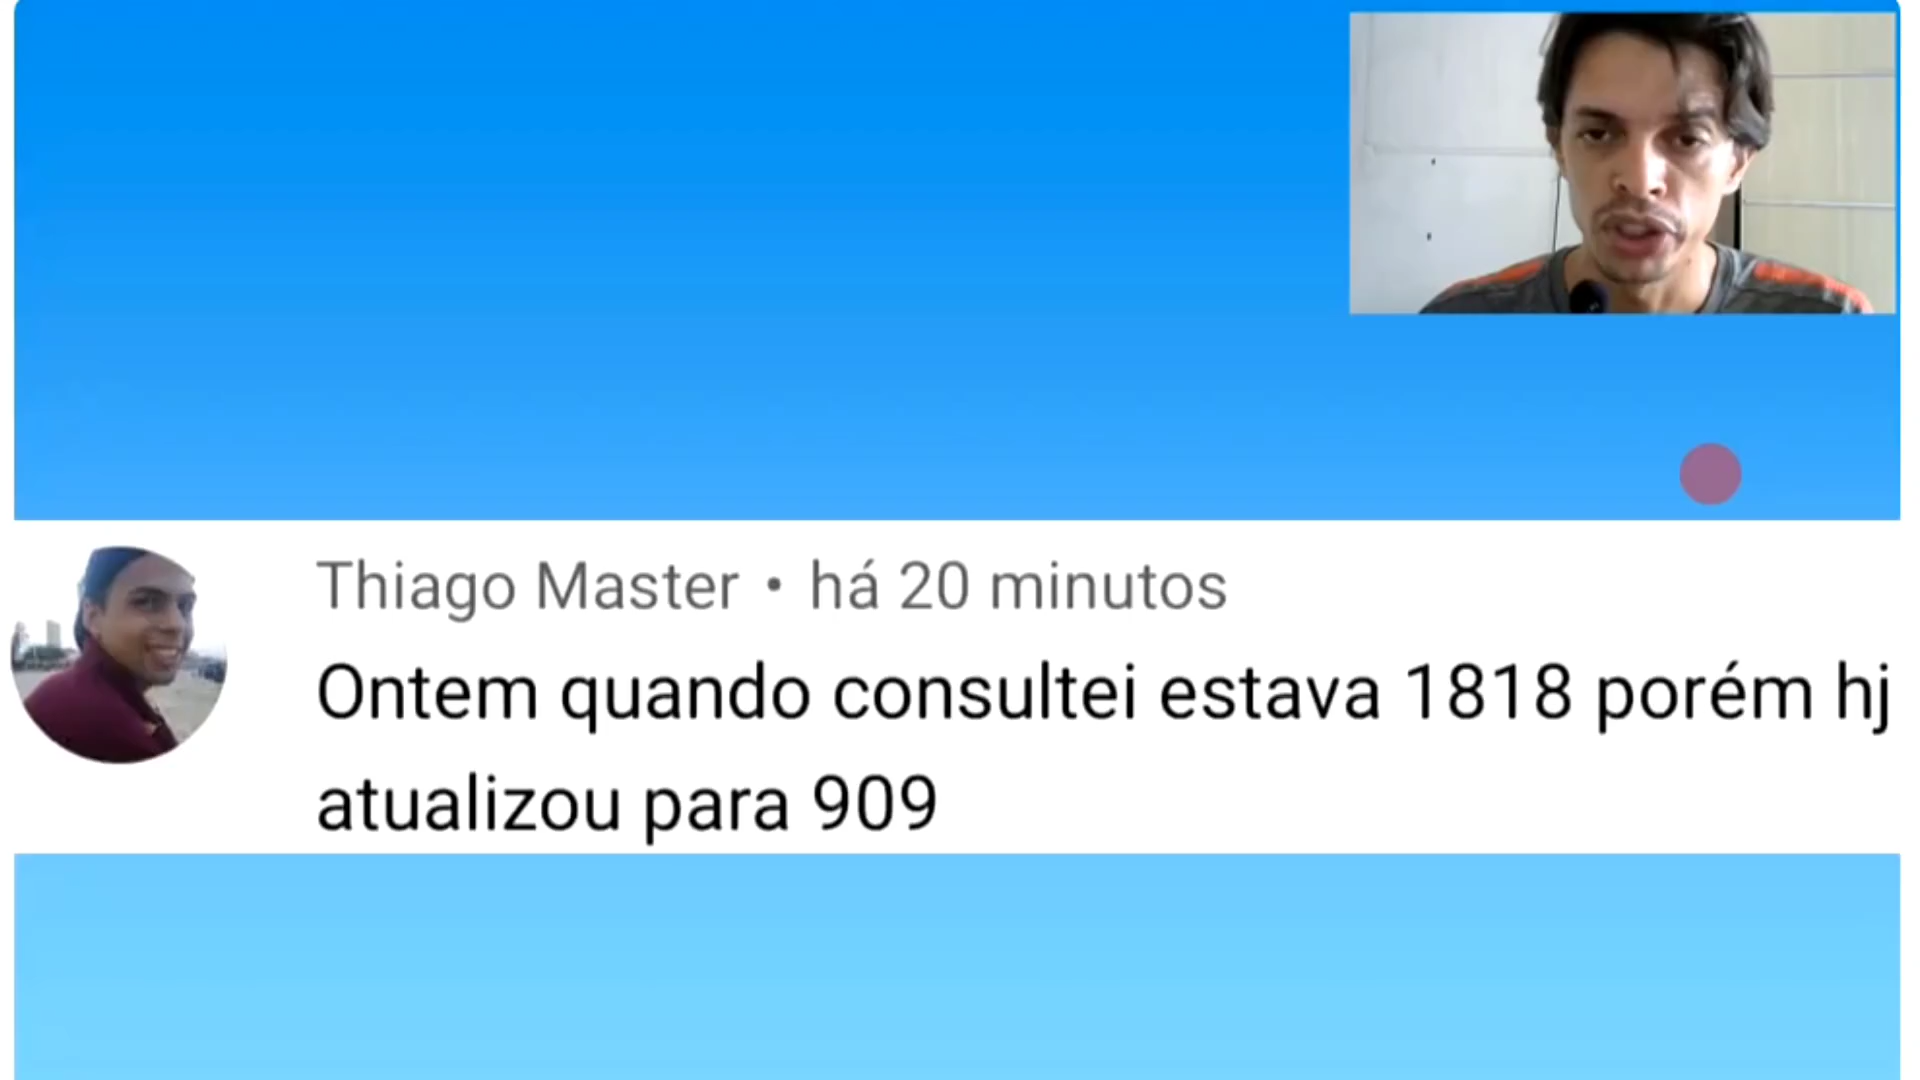 Thiago Master • há 20 minutos
Ontem quando consultei estava 1818 porém hj
atualizou para 909